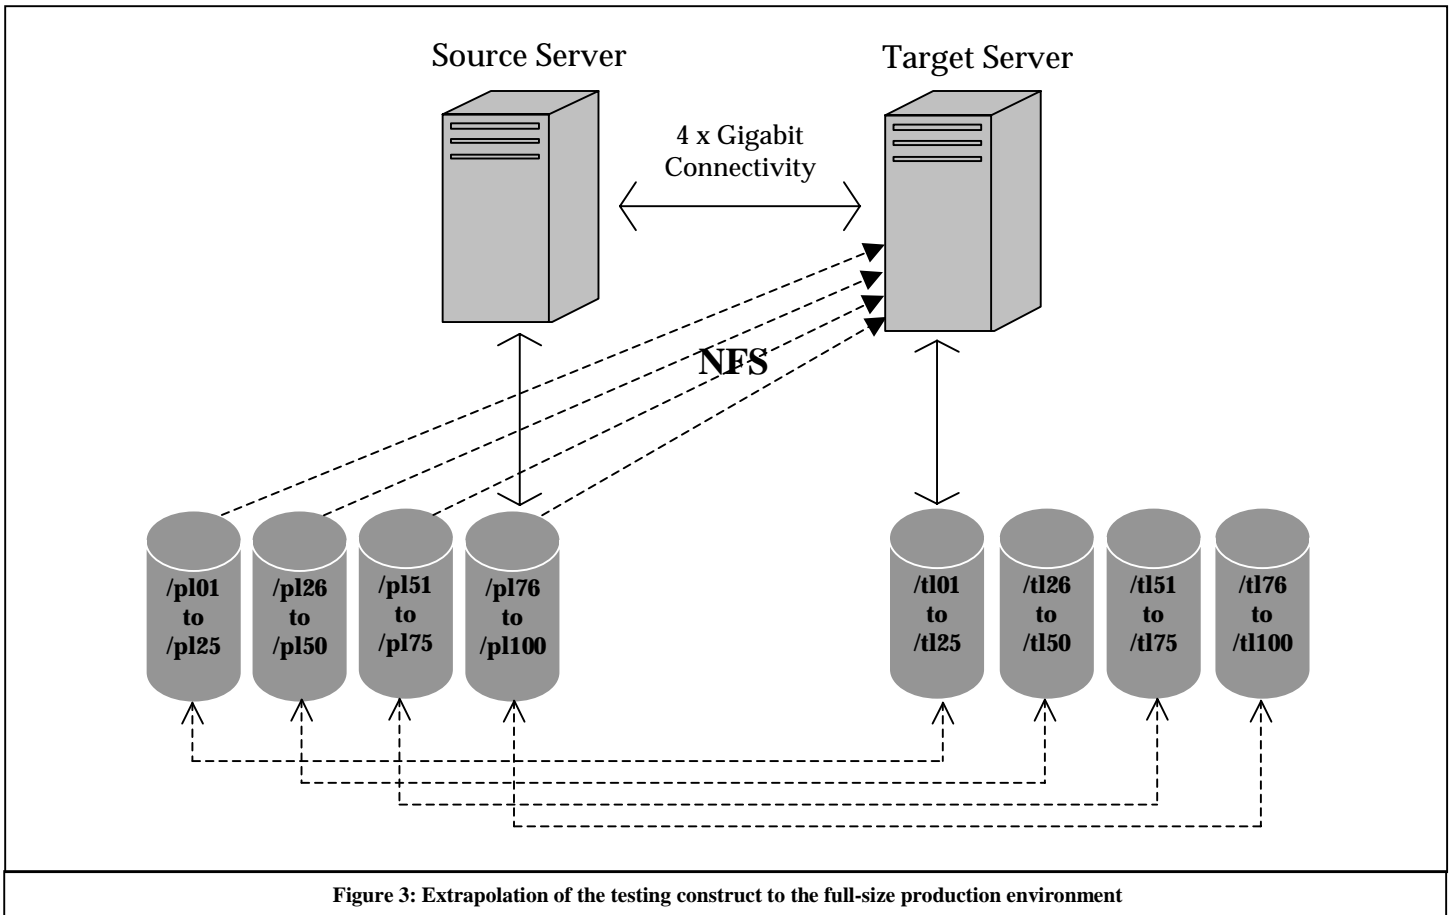 Source Server
Target Server
4 x Gigabit
Connectivity
NFS
/pl01
to
/pl25
/pl26
to
/pl50
/pl51
to
/pl75
/pl76
to
/pl100
/tl01
to
/tl25
/tl26
to
/tl50
/tl51
to
/tl75
/tl76
to
/tl100
Figure 3: Extrapolation of the testing construct to the full-size production environment